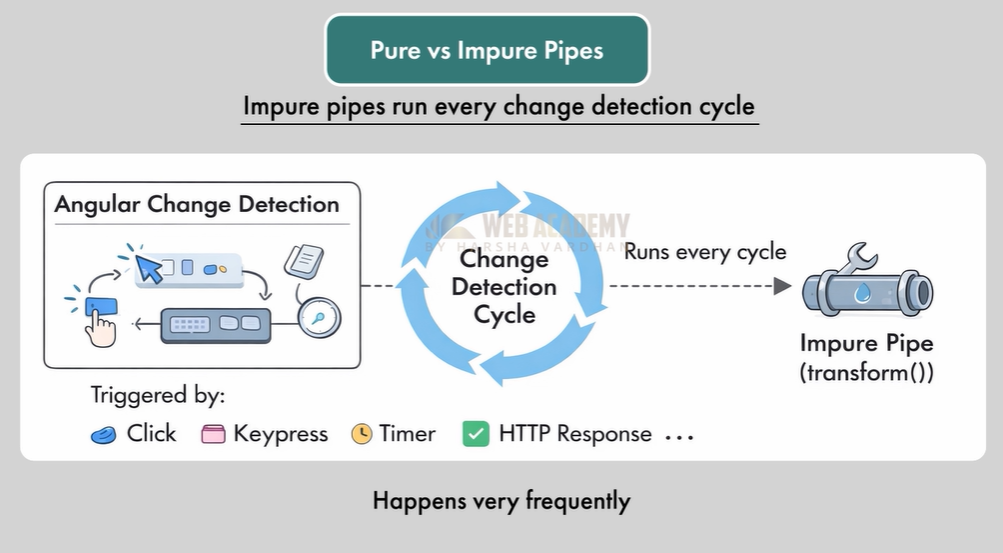 Pure vs Impure Pipes
Impure pipes run every change detection cycle
Angular Change Detection
WEB ACADEMY
BY HARSHA VARDHAN
Change
Detection
Cycle
Runs every cycle
Impure Pipe
(transform())
Triggered by:
Click
Keypress
Timer
HTTP Response ...
Happens very frequently